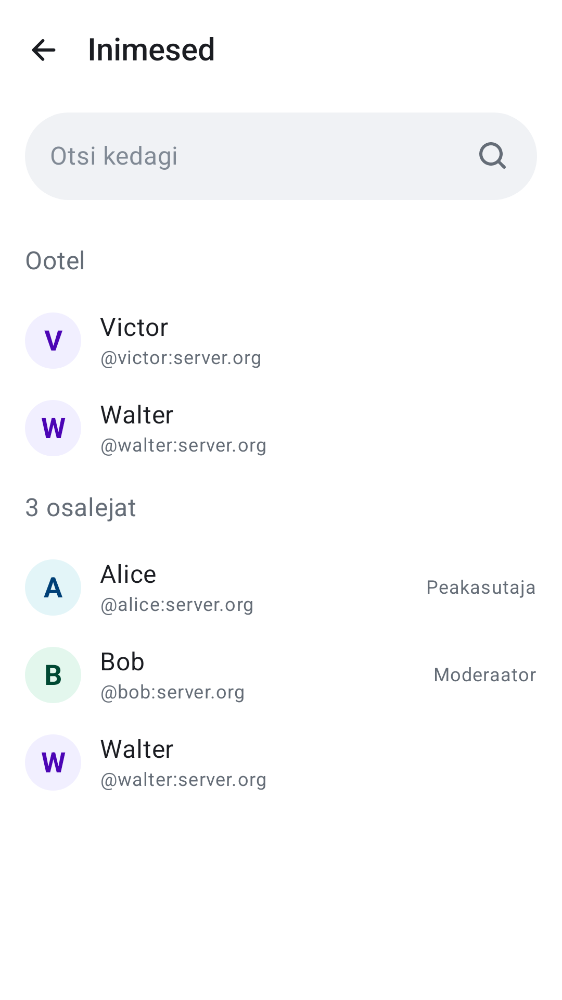 Inimesed
Otsi kedagi
Ootel
V
Victor
@victor:server.org
W
Walter
@walter:server.org
3 osalejat
A
Alice
@alice:server.org
Peakasutaja
B
Bob
@bob:server.org
Moderaator
W
Walter
@walter:server.org